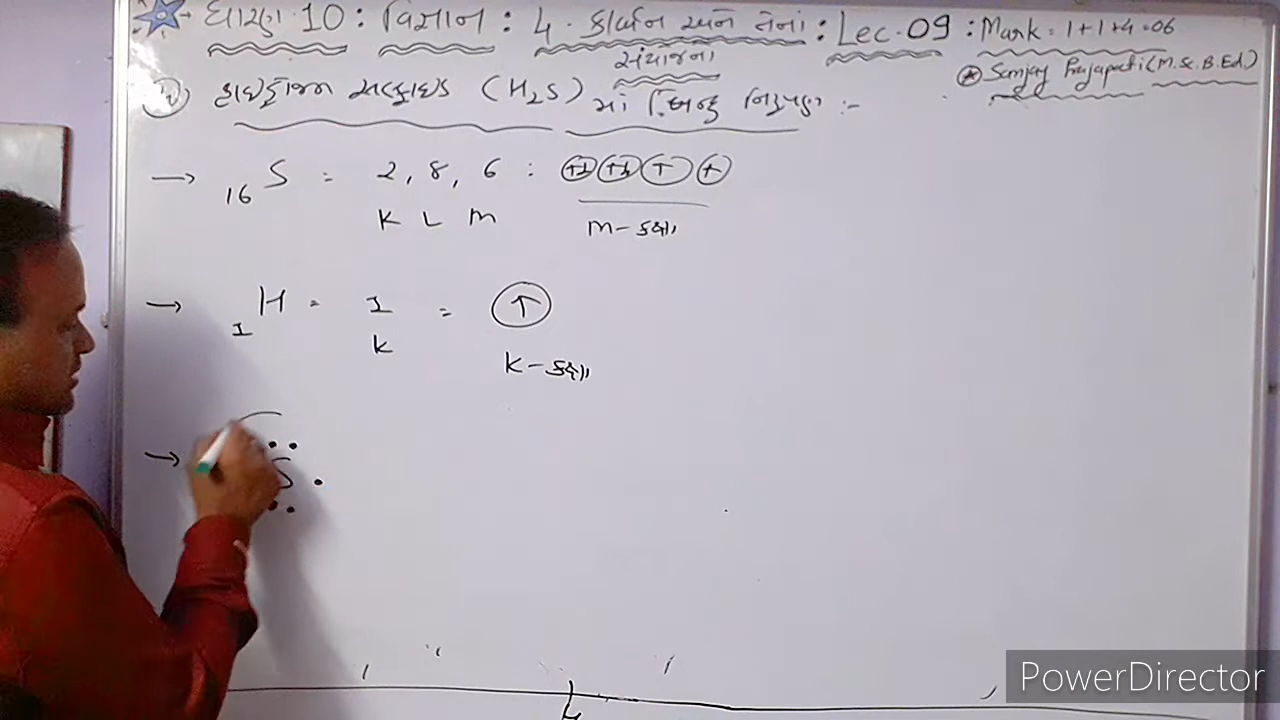 ધોરણ 10 : વિજ્ઞાન : 4. કાર્બન અને તેનાં સંયોજનો : Lec. 09 : Mark = 1+1+4=06
Sanjay Prajapati (M.Sc. B.Ed.)
હાઇડ્રોજન સલ્ફાઇડ (H₂S) માં બિન્દુ નિરૂપણ :-
→ ₁₆S = 2, 8, 6 :
K L M
M - કક્ષા
→ ₁H = 1 = ↑
K
K - કક્ષા
→ S
PowerDirector